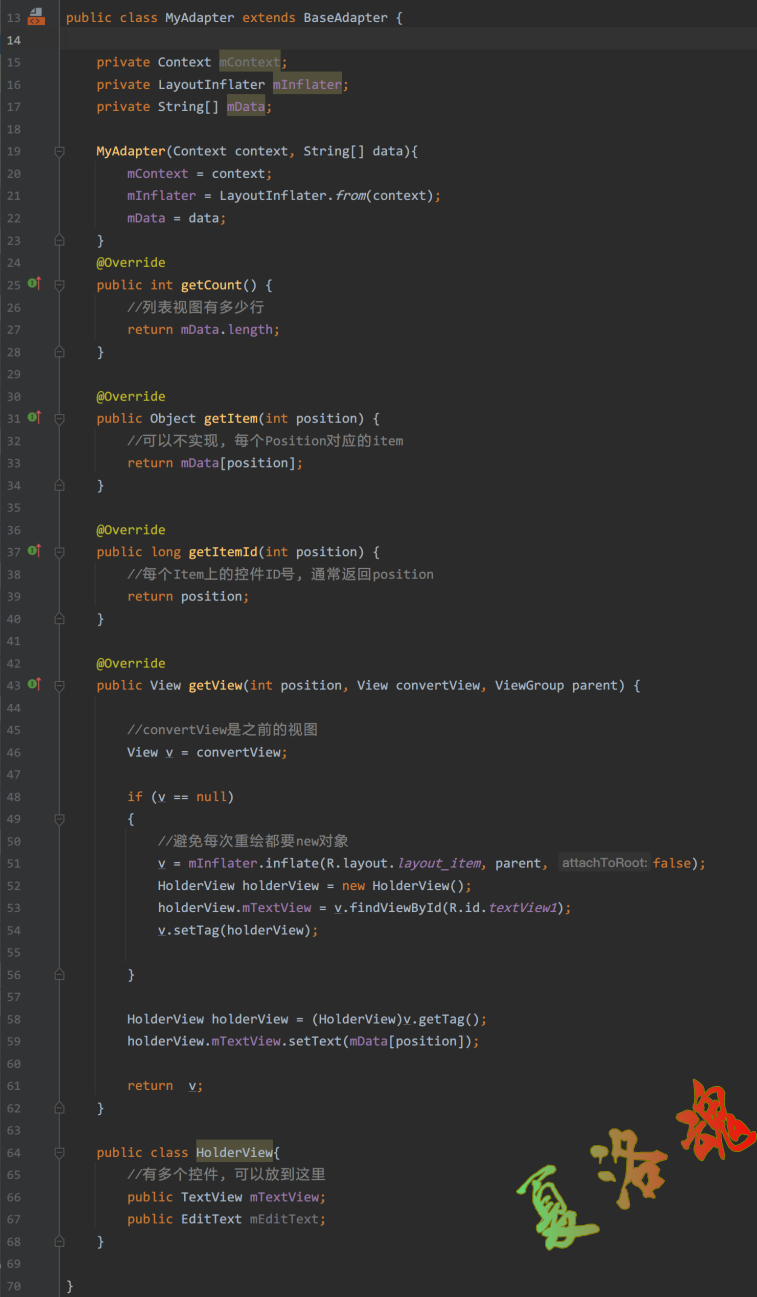 13 public class MyAdapter extends BaseAdapter {
14
15     private Context mContext;
16     private LayoutInflater mInflater;
17     private String[] mData;
18
19     MyAdapter(Context context, String[] data){
20         mContext = context;
21         mInflater = LayoutInflater.from(context);
22         mData = data;
23     }
24     @Override
25     public int getCount() {
26         //列表视图有多少行
27         return mData.length;
28     }
29
30     @Override
31     public Object getItem(int position) {
32         //可以不实现, 每个Position对应的item
33         return mData[position];
34     }
35
36     @Override
37     public long getItemId(int position) {
38         //每个Item上的控件ID号, 通常返回position
39         return position;
40     }
41
42     @Override
43     public View getView(int position, View convertView, ViewGroup parent) {
44
45         //convertView是之前的视图
46         View v = convertView;
47
48         if (v == null)
49         {
50             //避免每次重绘都要new对象
51             v = mInflater.inflate(R.layout.layout_item, parent, attachToRoot: false);
52             HolderView holderView = new HolderView();
53             holderView.mTextView = v.findViewById(R.id.textView1);
54             v.setTag(holderView);
55
56         }
57
58         HolderView holderView = (HolderView)v.getTag();
59         holderView.mTextView.setText(mData[position]);
60
61         return  v;
62     }
63
64     public class HolderView{
65         //有多个控件, 可以放到这里
66         public TextView mTextView;
67         public EditText mEditText;
68     }
69
70 }
夏洛魂